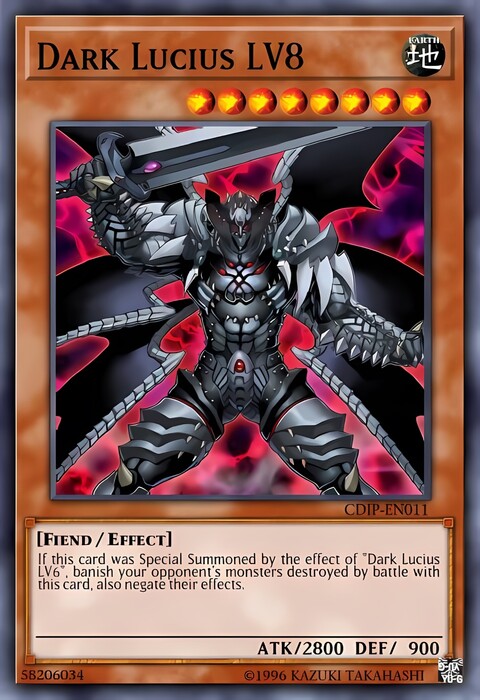 DARK LUCIUS LV8
EARTH
地
CDIP-EN011
[FIEND / EFFECT]
If this card was Special Summoned by the effect of "Dark Lucius
LV6", banish your opponent's monsters destroyed by battle with
this card, also negate their effects.
ATK/2800 DEF/ 900
58206034
©1996 KAZUKI TAKAHASHI